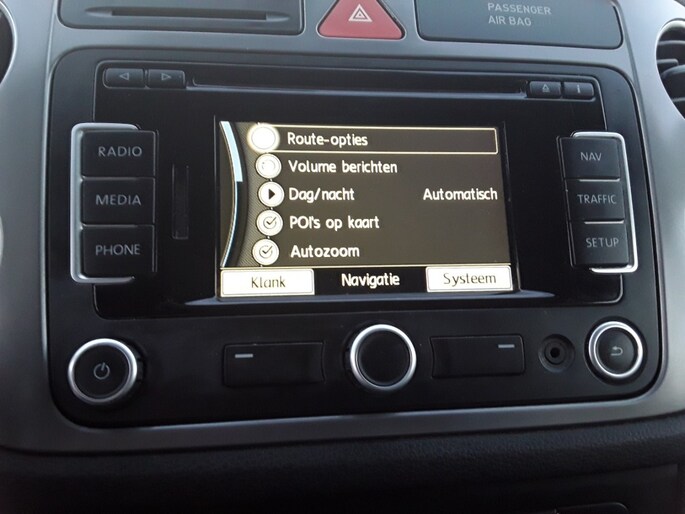 PASSENGER
AIR BAG
RADIO
MEDIA
PHONE
Route-opties
Volume berichten
Dag/nacht Automatisch
POI's op kaart
Autozoom
Klank Navigatie Systeem
NAV
TRAFFIC
SETUP